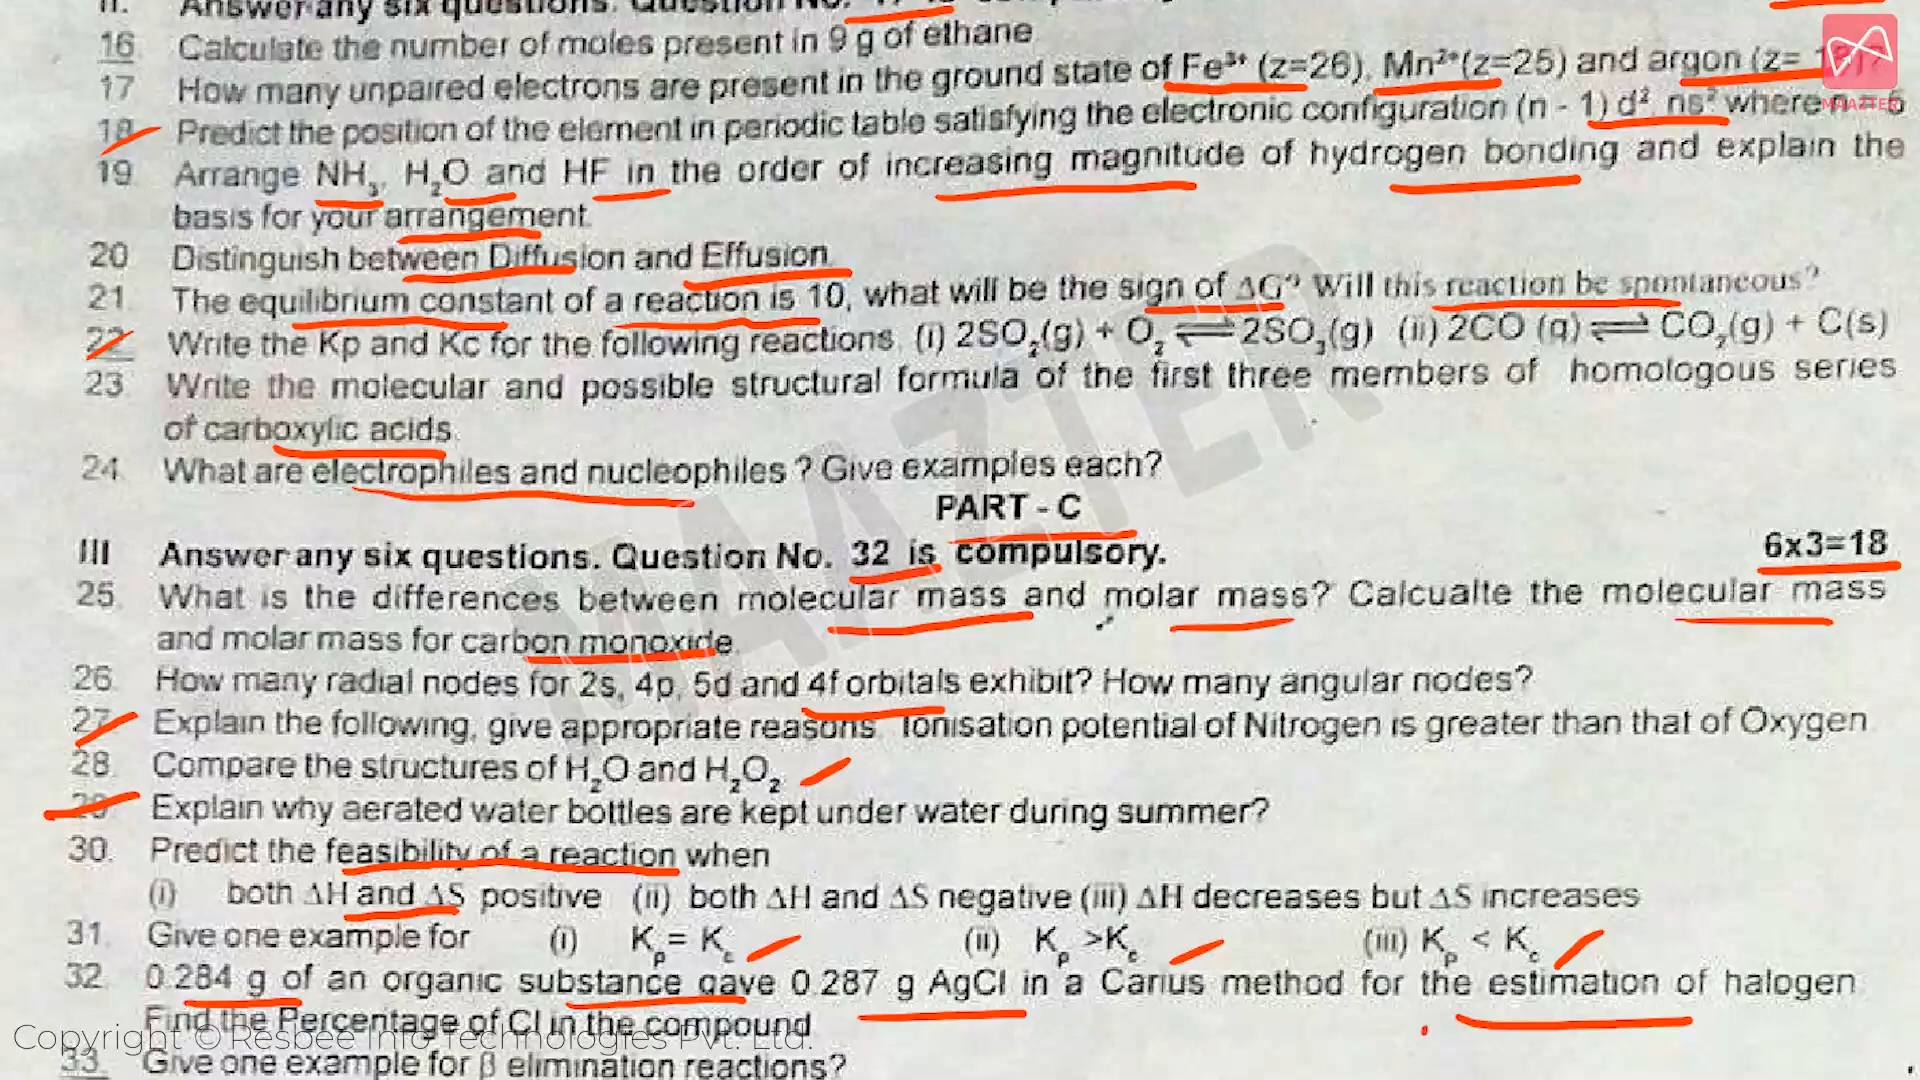 II. Answer any six questions. Question No.
16 Calculate the number of moles present in 9 g of ethane
17 How many unpaired electrons are present in the ground state of Fe³⁺ (z=26), Mn²⁺(z=25) and argon (z=
MAAZTER
18 Predict the position of the element in periodic table satisfying the electronic configuration (n - 1) d² ns² where
19 Arrange NH₃, H₂O and HF in the order of increasing magnitude of hydrogen bonding and explain the
basis for your arrangement.
20 Distinguish between Diffusion and Effusion.
21. The equilibrium constant of a reaction is 10, what will be the sign of ΔG? Will this reaction be spontaneous?
22 Write the Kp and Kc for the following reactions. (i) 2SO₂(g) + O₂ ⇌ 2SO₃(g) (ii) 2CO (g) ⇌ CO₂(g) + C(s)
23 Write the molecular and possible structural formula of the first three members of homologous series
of carboxylic acids.
24. What are electrophiles and nucleophiles ? Give examples each?
PART - C
III Answer any six questions. Question No. 32 is compulsory. 6x3=18
25. What is the differences between molecular mass and molar mass? Calcualte the molecular mass
and molar mass for carbon monoxide.
26. How many radial nodes for 2s, 4p, 5d and 4f orbitals exhibit? How many angular nodes?
27 Explain the following, give appropriate reasons. Ionisation potential of Nitrogen is greater than that of Oxygen
28. Compare the structures of H₂O and H₂O₂
29 Explain why aerated water bottles are kept under water during summer?
30. Predict the feasibility of a reaction when
(i) both ΔH and ΔS positive (ii) both ΔH and ΔS negative (iii) ΔH decreases but ΔS increases
31. Give one example for (i) Kp = Kc (ii) Kp >Kc (iii) Kp < Kc
32. 0.284 g of an organic substance gave 0.287 g AgCl in a Carius method for the estimation of halogen
Find the Percentage of Cl in the compound
Copyright © Resbee Info Technologies Pvt. Ltd.
33. Give one example for β elimination reactions?
MAAZTER